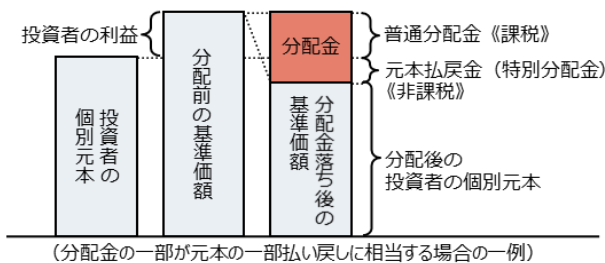 投資者の利益
投資者の
個別元本
分配前の基準価額
分配金
分配金落ち後の
基準価額
普通分配金《課税》
元本払戻金（特別分配金）
《非課税》
分配後の
投資者の個別元本
（分配金の一部が元本の一部払い戻しに相当する場合の一例）